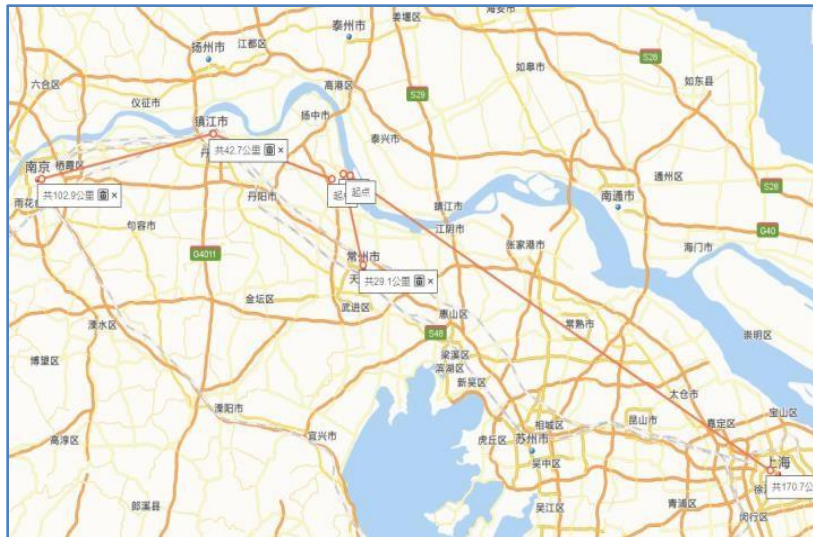 海安市
姜堰区
泰州市
扬州市
江都区
S28
如皋市
如东县
六合区
高港区
S29
仪征市
扬中市
镇江市
泰兴市
共42.7公里
南京
栖霞区
通州区
起点
起点
S28
共102.9公里
丹阳市
靖江市
南通市
雨花台
句容市
江阴市
G40
G4011
常州市
张家港市
海门市
共29.1公里
金坛区
武进区
惠山区
溧水区
常熟市
S48
崇明区
博望区
梁溪区
滨湖区
新吴区
太仓市
溧阳市
相城区
昆山市
嘉定区
宝山区
高淳区
宜兴市
虎丘区
苏州市
吴中区
上海
徐汇
共170.7公
郎溪县
吴江区
青浦区
闵行区